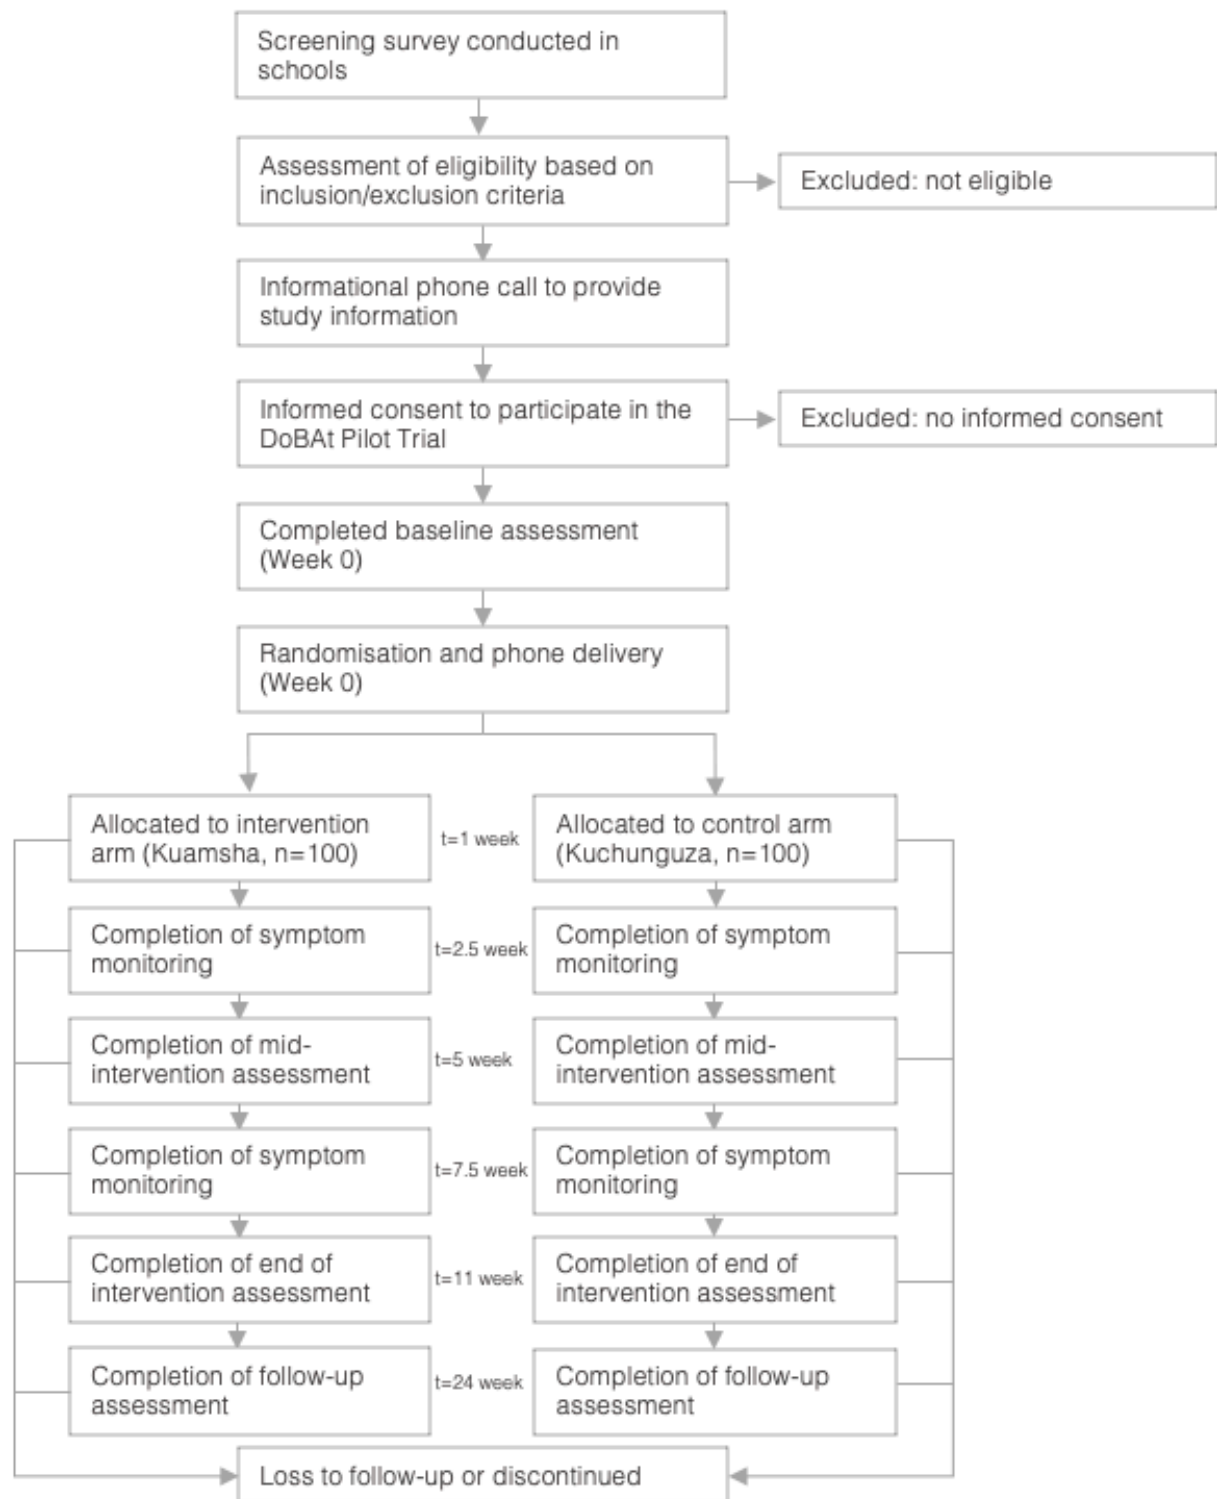 Screening survey conducted in
schools
Assessment of eligibility based on
inclusion/exclusion criteria
Excluded: not eligible
Informational phone call to provide
study information
Informed consent to participate in the
DoBAt Pilot Trial
Excluded: no informed consent
Completed baseline assessment
(Week 0)
Randomisation and phone delivery
(Week 0)
Allocated to intervention
arm (Kuamsha, n=100)
t=1 week
Allocated to control arm
(Kuchunguza, n=100)
Completion of symptom
monitoring
t=2.5 week
Completion of symptom
monitoring
Completion of mid-
intervention assessment
t=5 week
Completion of mid-
intervention assessment
Completion of symptom
monitoring
t=7.5 week
Completion of symptom
monitoring
Completion of end of
intervention assessment
t=11 week
Completion of end of
intervention assessment
Completion of follow-up
assessment
t=24 week
Completion of follow-up
assessment
Loss to follow-up or discontinued